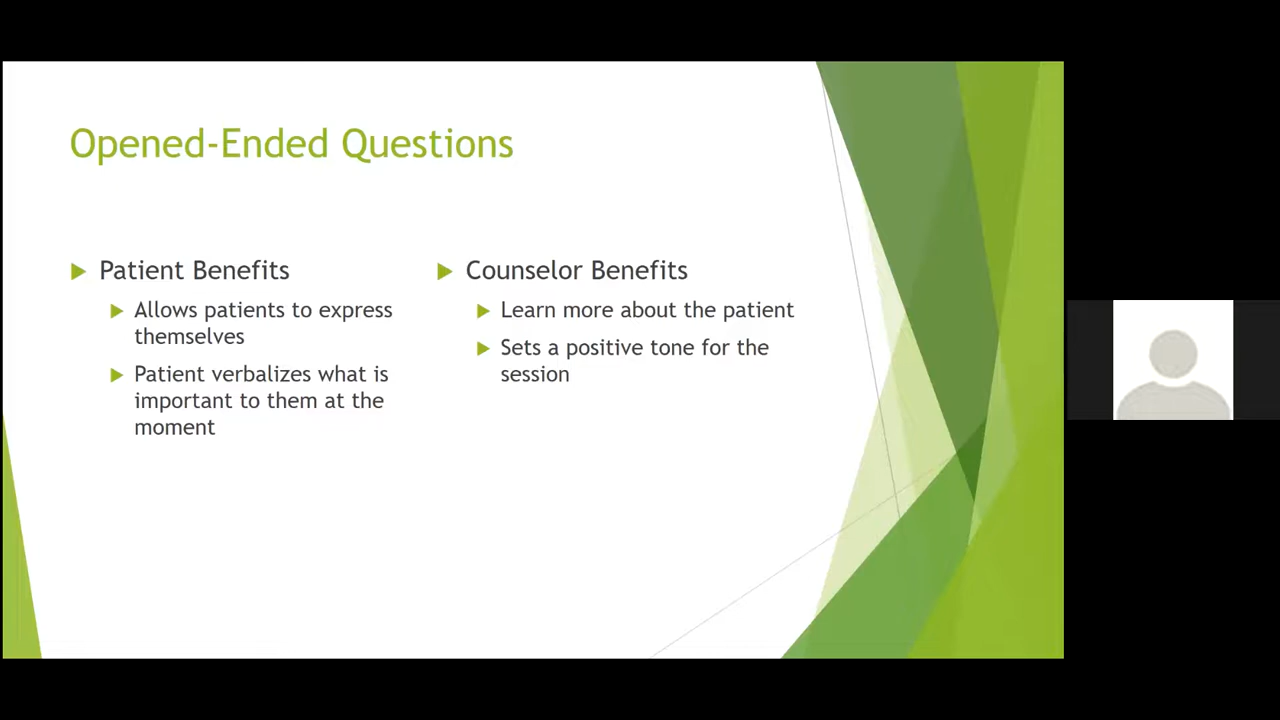 Opened-Ended Questions
Patient Benefits
Allows patients to express
themselves
Patient verbalizes what is
important to them at the
moment
Counselor Benefits
Learn more about the patient
Sets a positive tone for the
session